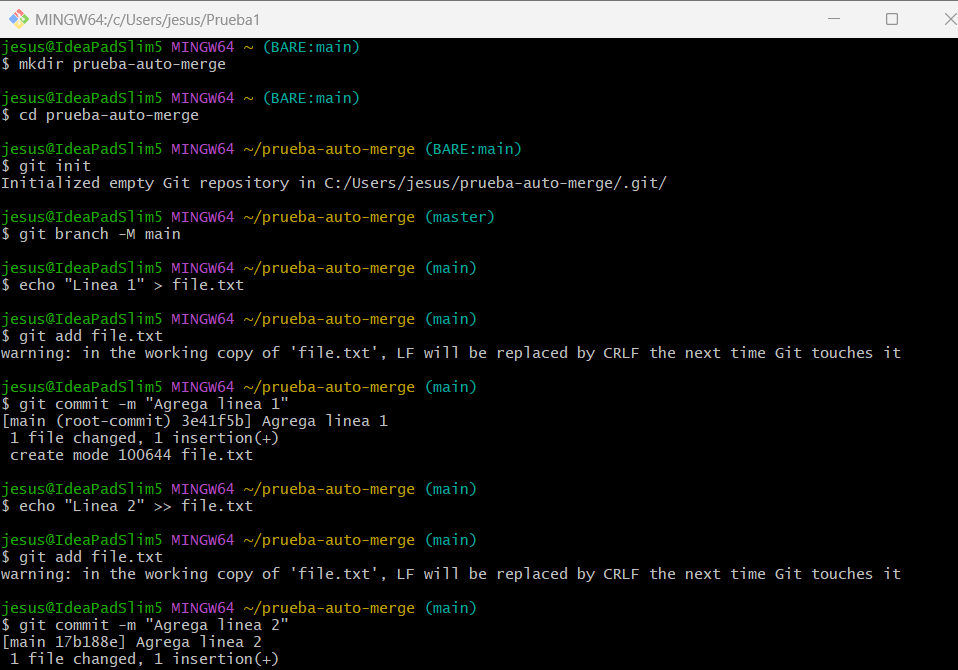 MINGW64:/c/Users/jesus/Prueba1
jesus@IdeaPadSlim5 MINGW64 ~ (BARE:main)
$ mkdir prueba-auto-merge
jesus@IdeaPadSlim5 MINGW64 ~ (BARE:main)
$ cd prueba-auto-merge
jesus@IdeaPadSlim5 MINGW64 ~/prueba-auto-merge (BARE:main)
$ git init
Initialized empty Git repository in C:/Users/jesus/prueba-auto-merge/.git/
jesus@IdeaPadSlim5 MINGW64 ~/prueba-auto-merge (master)
$ git branch -M main
jesus@IdeaPadSlim5 MINGW64 ~/prueba-auto-merge (main)
$ echo "Linea 1" > file.txt
jesus@IdeaPadSlim5 MINGW64 ~/prueba-auto-merge (main)
$ git add file.txt
warning: in the working copy of 'file.txt', LF will be replaced by CRLF the next time Git touches it
jesus@IdeaPadSlim5 MINGW64 ~/prueba-auto-merge (main)
$ git commit -m "Agrega linea 1"
[main (root-commit) 3e41f5b] Agrega linea 1
 1 file changed, 1 insertion(+)
 create mode 100644 file.txt
jesus@IdeaPadSlim5 MINGW64 ~/prueba-auto-merge (main)
$ echo "Linea 2" >> file.txt
jesus@IdeaPadSlim5 MINGW64 ~/prueba-auto-merge (main)
$ git add file.txt
warning: in the working copy of 'file.txt', LF will be replaced by CRLF the next time Git touches it
jesus@IdeaPadSlim5 MINGW64 ~/prueba-auto-merge (main)
$ git commit -m "Agrega linea 2"
[main 17b188e] Agrega linea 2
 1 file changed, 1 insertion(+)